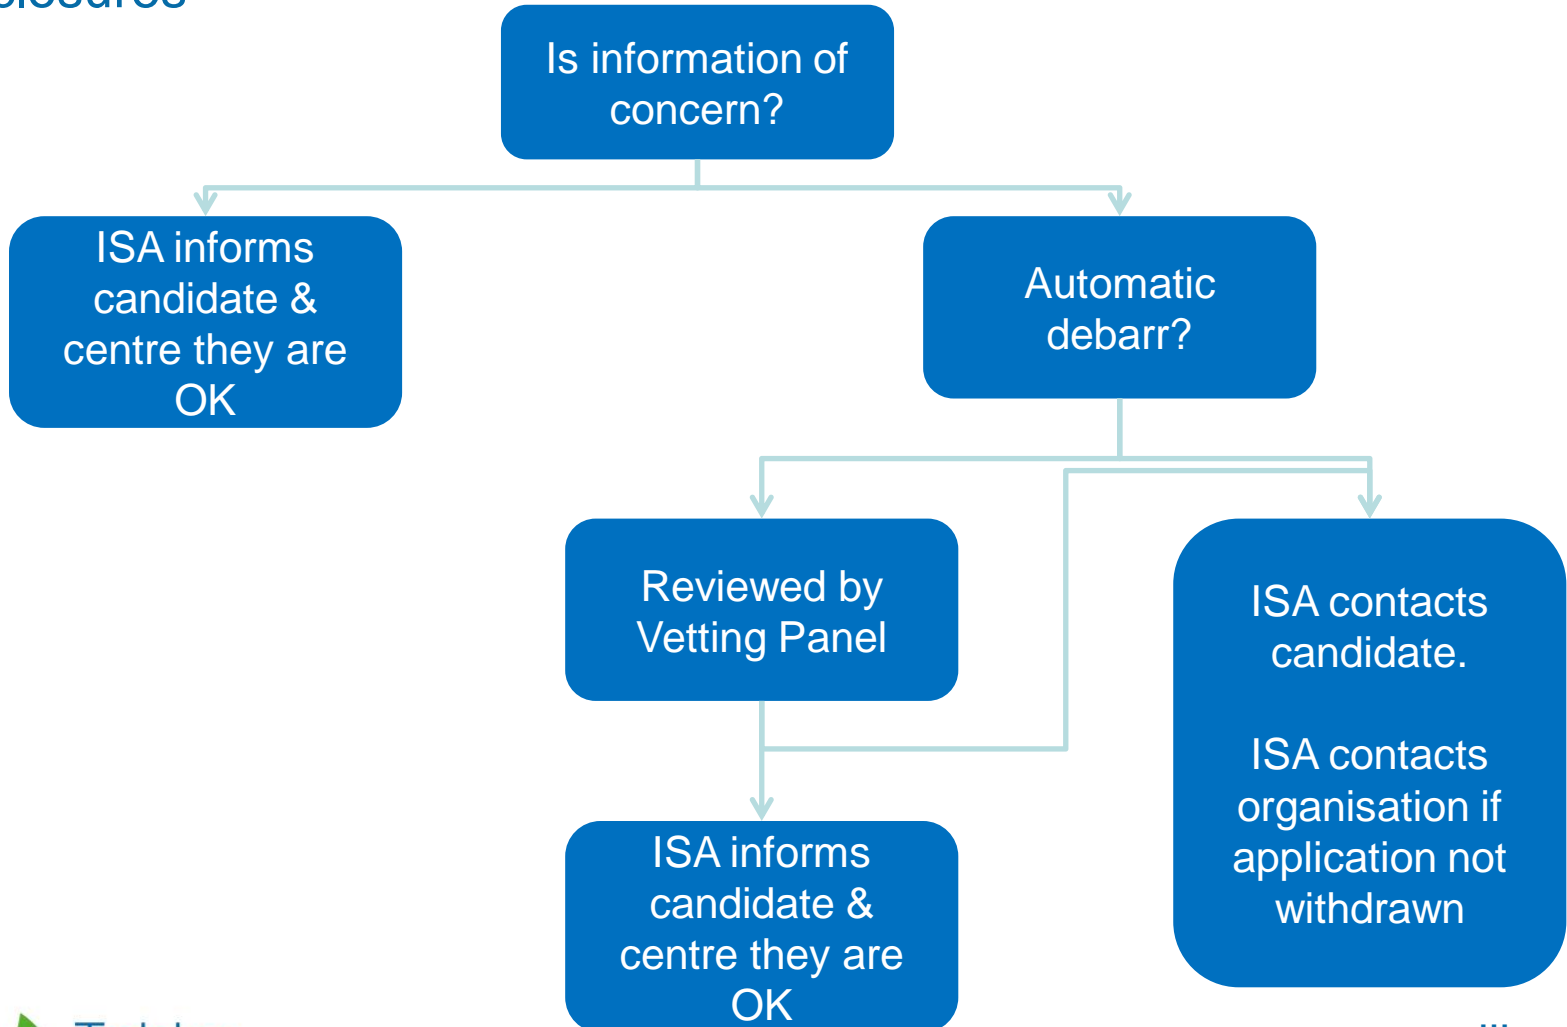 Is information of
concern?
ISA informs
candidate &
centre they are
OK
Automatic
debarr?
Reviewed by
Vetting Panel
ISA contacts
candidate.
ISA contacts
organisation if
application not
withdrawn
ISA informs
candidate &
centre they are
OK